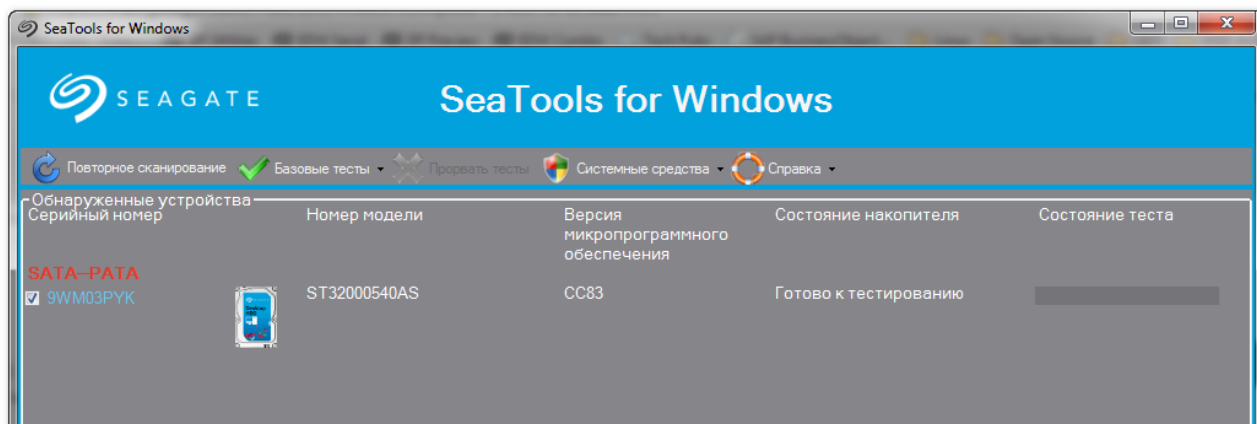 SeaTools for Windows
SEAGATE
SeaTools for Windows
Повторное сканирование Базовые тесты Прорвать тесты Системные средства Справка
Обнаруженные устройства
Серийный номер Номер модели Версия микропрограммного обеспечения Состояние накопителя Состояние теста
SATA–PATA
9WM03PYK ST32000540AS CC83 Готово к тестированию